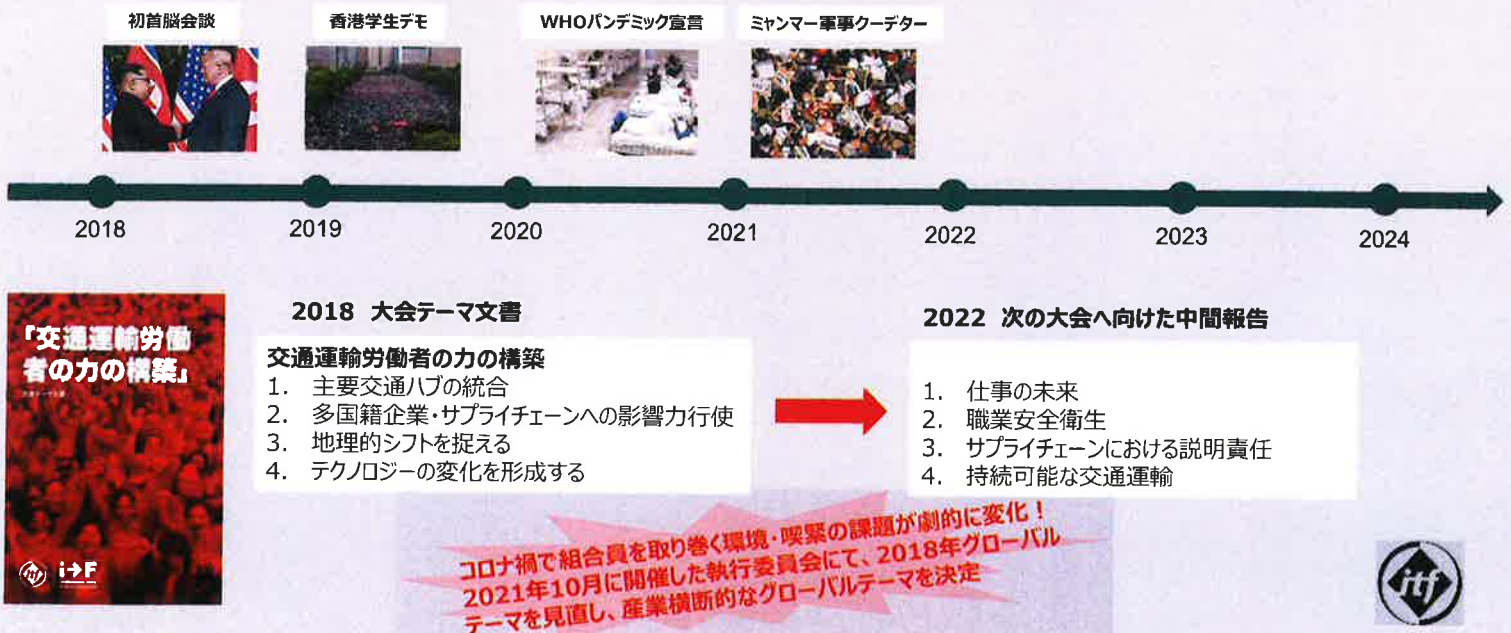 初首脳会談
香港学生デモ
WHOパンデミック宣言
ミャンマー軍事クーデター
2018
2019
2020
2021
2022
2023
2024
「交通運輸労働
者の力の構築」
itf
2018 大会テーマ文書
交通運輸労働者の力の構築
1. 主要交通ハブの統合
2. 多国籍企業・サプライチェーンへの影響力行使
3. 地理的シフトを捉える
4. テクノロジーの変化を形成する
2022 次の大会へ向けた中間報告
1. 仕事の未来
2. 職業安全衛生
3. サプライチェーンにおける説明責任
4. 持続可能な交通運輸
コロナ禍で組合員を取り巻く環境・喫緊の課題が劇的に変化！
2021年10月に開催した執行委員会にて、2018年グローバル
テーマを見直し、産業横断的なグローバルテーマを決定
itf